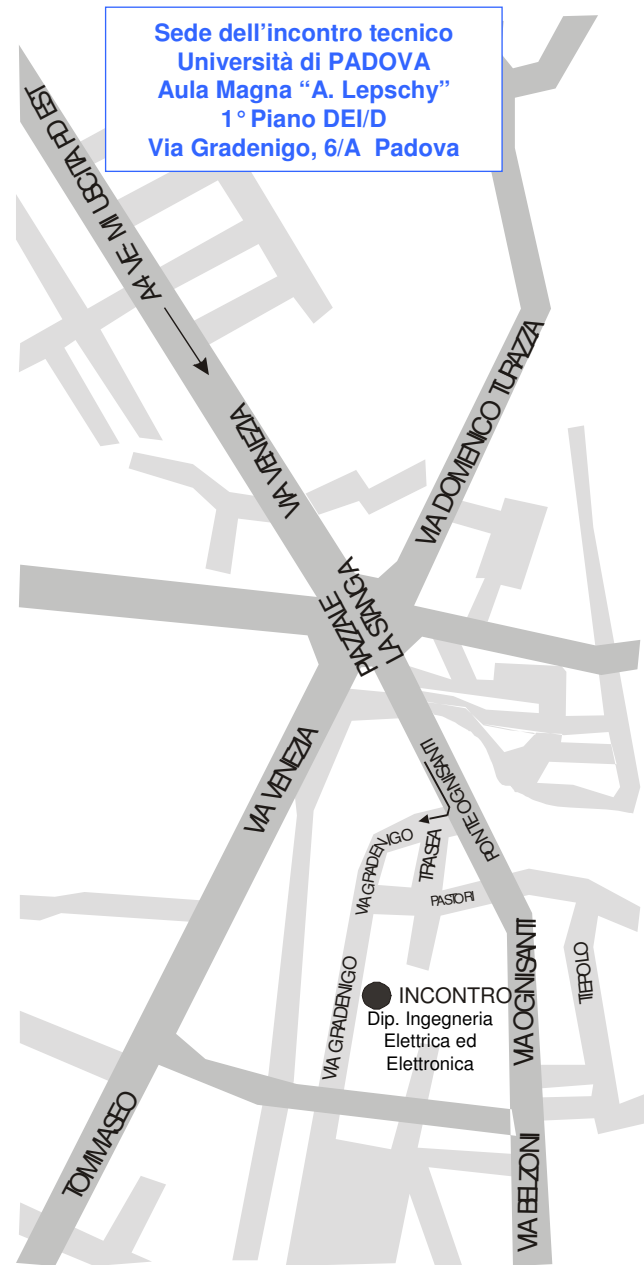 Sede dell'incontro tecnico
Università di PADOVA
Aula Magna “A. Lepschy”
1° Piano DEI/D
Via Gradenigo, 6/A  Padova
A4 VE MI USCITA PD EST
VIA VENEZIA
VIA DOMENICO TURAZZA
PIAZZALE
LA STANGA
VIA VENEZIA
PONTE OGNISANTI
VIA GRADENIGO
TRASEA
PASTORI
VIA GRADENIGO
INCONTRO
Dip. Ingegneria
Elettrica ed
Elettronica
VIA OGNISANTI
TIEPOLO
TOMMASEO
VIA BELZONI